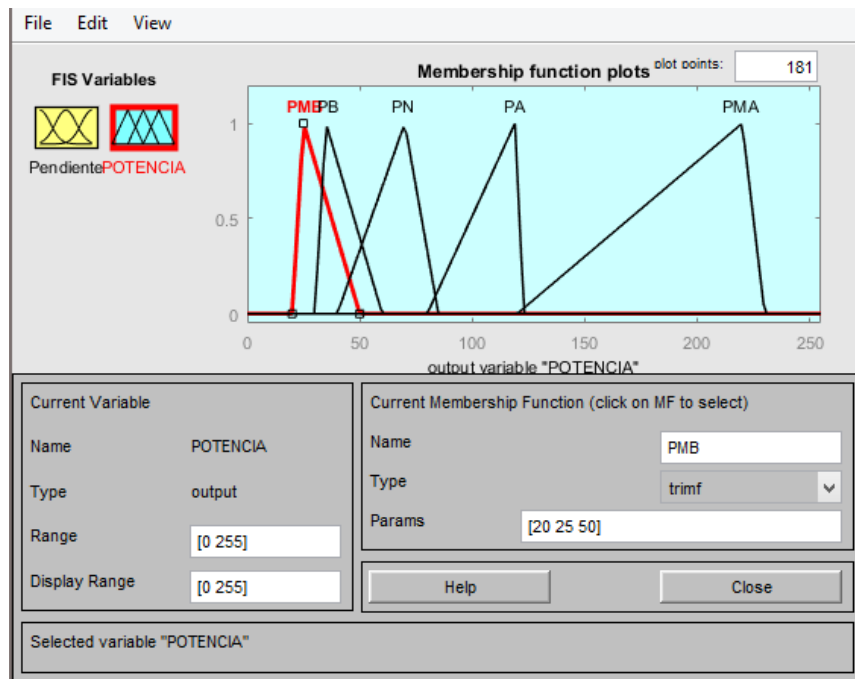 File Edit View
FIS Variables
Pendiente POTENCIA
Membership function plots plot points: 181
PMB PB PN PA PMA
1
0.5
0
0 50 100 150 200 250
output variable "POTENCIA"
Current Variable
Name POTENCIA
Type output
Range [0 255]
Display Range [0 255]
Current Membership Function (click on MF to select)
Name PMB
Type trimf
Params [20 25 50]
Help Close
Selected variable "POTENCIA"